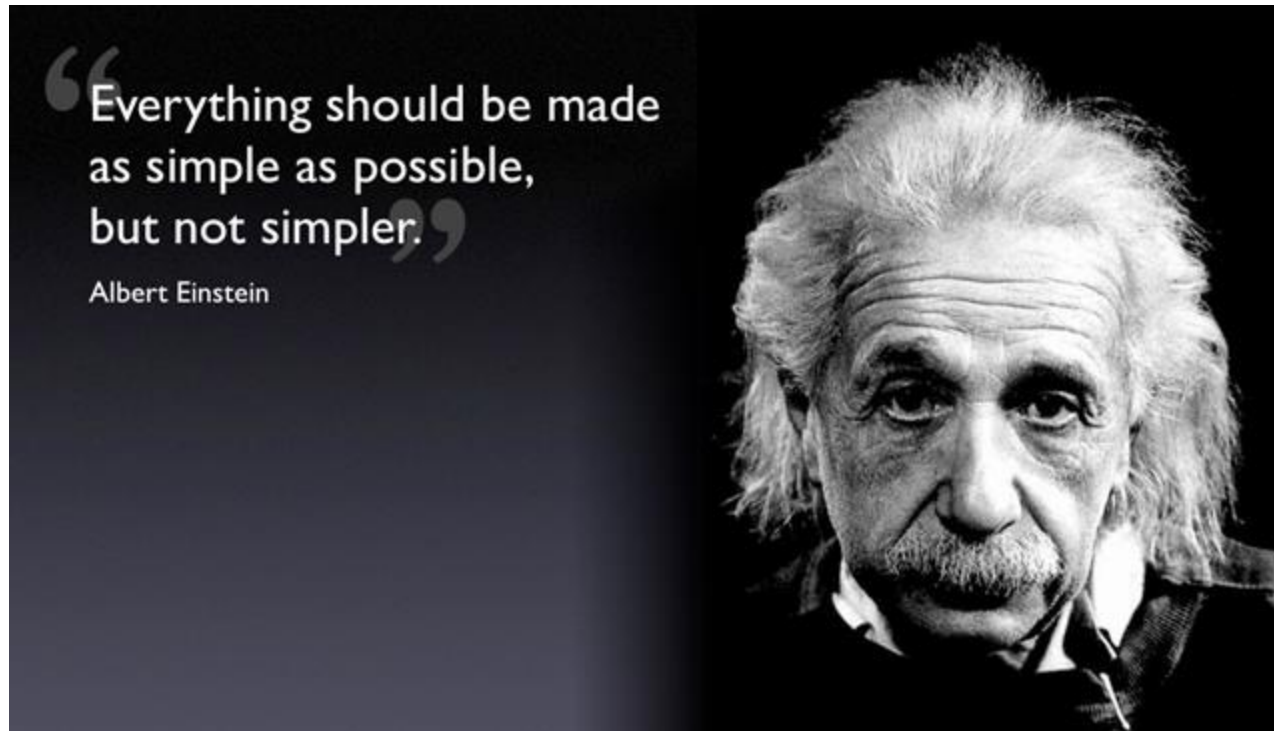 “Everything should be made
as simple as possible,
but not simpler.”
Albert Einstein